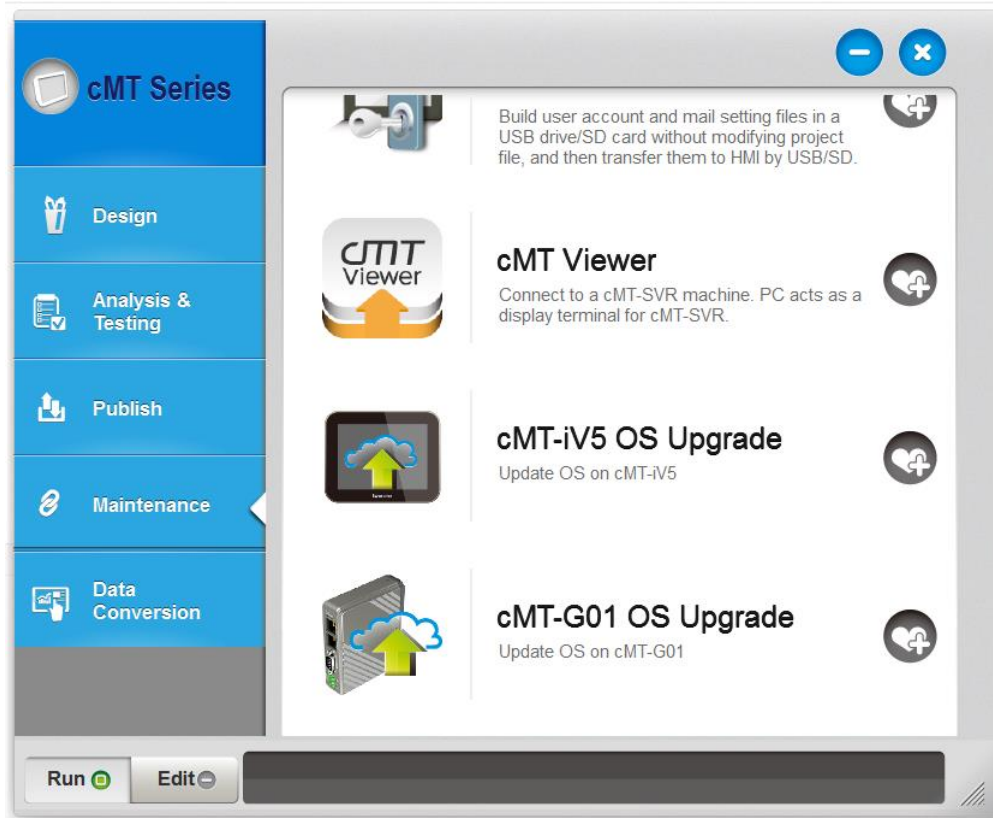 cMT Series
Design
Analysis &
Testing
Publish
Maintenance
Data
Conversion
Build user account and mail setting files in a
USB drive/SD card without modifying project
file, and then transfer them to HMI by USB/SD.
cMT
Viewer
cMT Viewer
Connect to a cMT-SVR machine. PC acts as a
display terminal for cMT-SVR.
cMT-iV5 OS Upgrade
Update OS on cMT-iV5
cMT-G01 OS Upgrade
Update OS on cMT-G01
Run
Edit